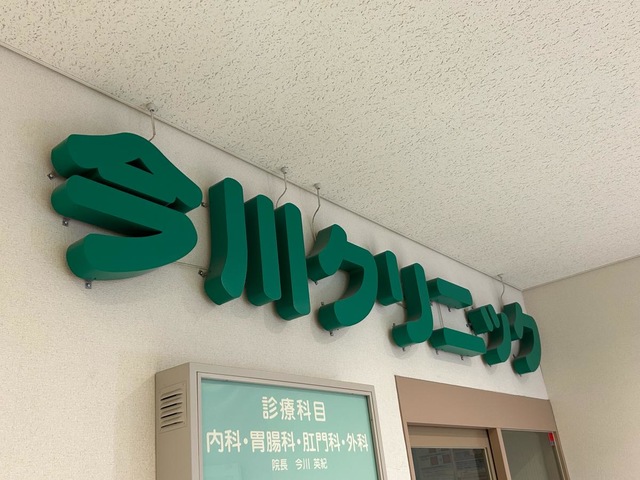 今川クリニック
診療科目
内科・胃腸科・肛門科・外科
院長 今川 英紀